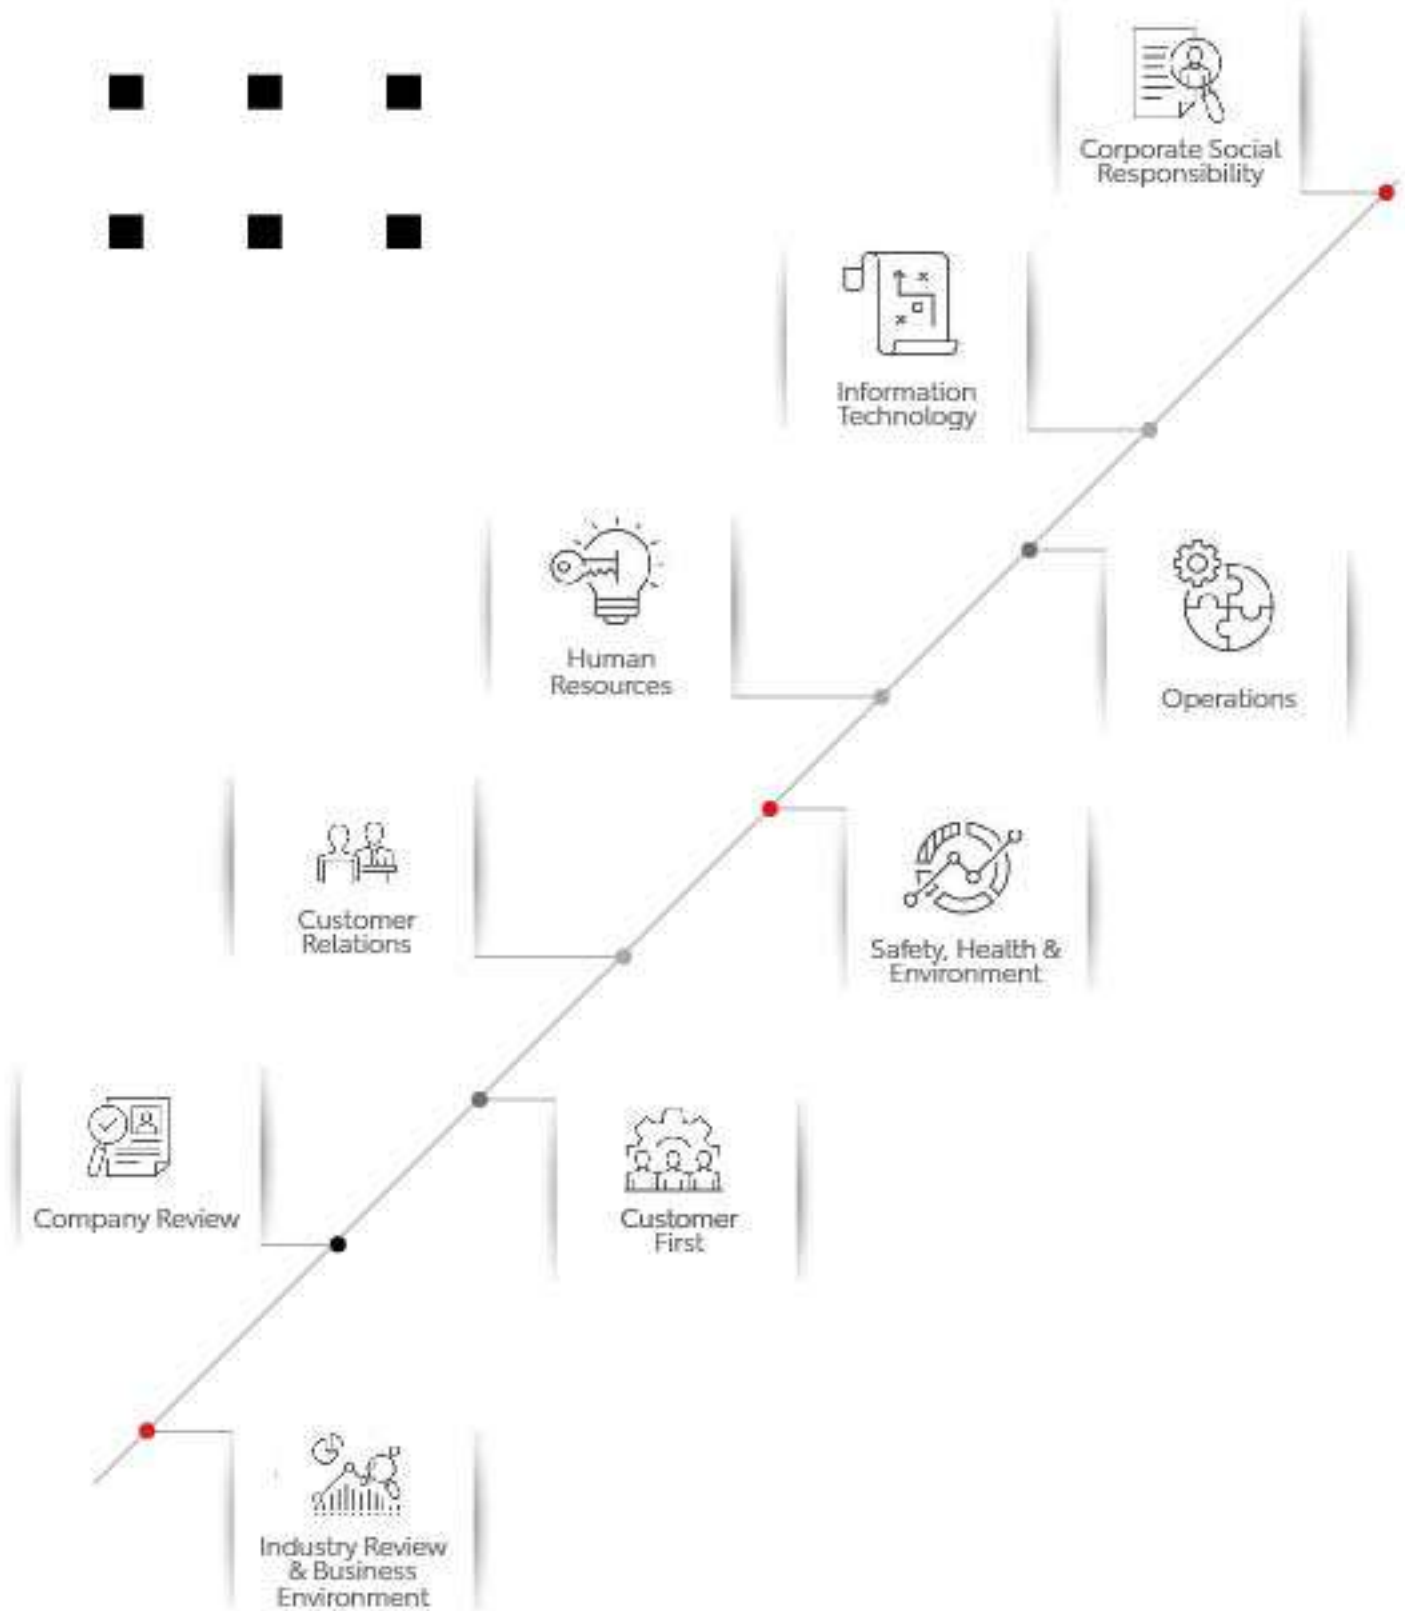 Corporate Social
Responsibility
Information
Technology
Human
Resources
Operations
Customer
Relations
Safety, Health &
Environment
Company Review
Customer
First
Industry Review
& Business
Environment